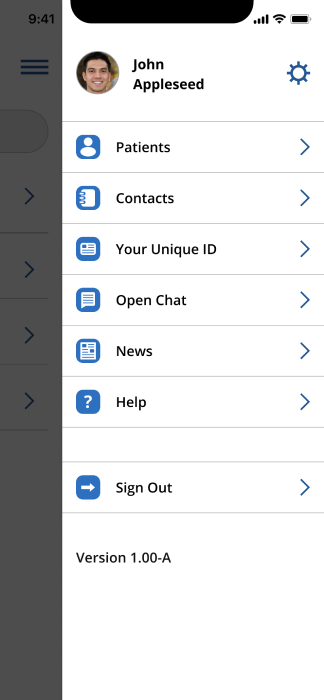 9:41
John
Appleseed
Patients
Contacts
Your Unique ID
Open Chat
News
? Help
Sign Out
Version 1.00-A